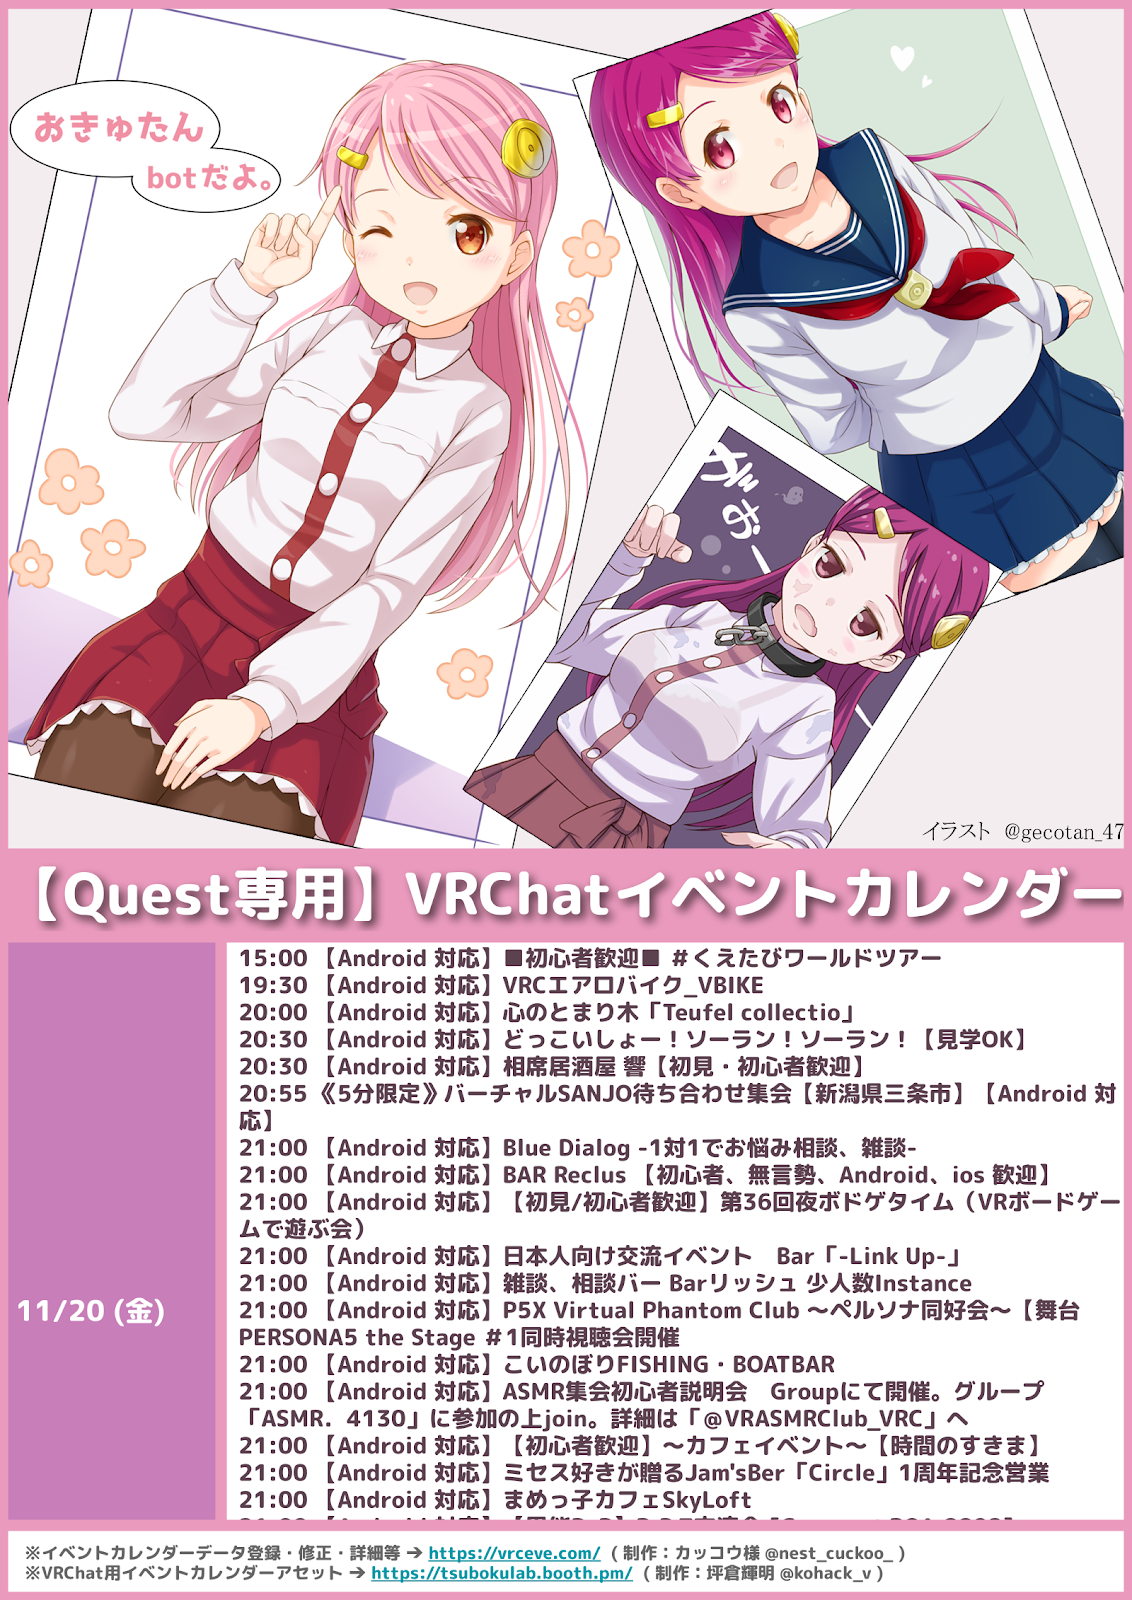 おきゅたん
botだよ。
がおー
イラスト @gecotan_47
【Quest専用】VRChatイベントカレンダー
11/20 (金)
15:00 【Android 対応】■初心者歓迎■ #くえたびワールドツアー
19:30 【Android 対応】VRCエアロバイク_VBIKE
20:00 【Android 対応】心のとまり木「Teufel collectio」
20:30 【Android 対応】どっこいしょー！ソーラン！ソーラン！【見学OK】
20:30 【Android 対応】相席居酒屋 響【初見・初心者歓迎】
20:55 《5分限定》バーチャルSANJO待ち合わせ集会【新潟県三条市】【Android 対
応】
21:00 【Android 対応】Blue Dialog -1対1でお悩み相談、雑談-
21:00 【Android 対応】BAR Reclus 【初心者、無言勢、Android、ios 歓迎】
21:00 【Android 対応】【初見/初心者歓迎】第36回夜ボドゲタイム（VRボードゲー
ムで遊ぶ会）
21:00 【Android 対応】日本人向け交流イベント　Bar「-Link Up-」
21:00 【Android 対応】雑談、相談バー Barリッシュ 少人数Instance
21:00 【Android 対応】P5X Virtual Phantom Club ～ペルソナ同好会～【舞台
PERSONA5 the Stage ＃1同時視聴会開催
21:00 【Android 対応】こいのぼりFISHING・BOATBAR
21:00 【Android 対応】ASMR集会初心者説明会　Groupにて開催。グループ
「ASMR．4130」に参加の上join。詳細は「@VRASMRClub_VRC」へ
21:00 【Android 対応】【初心者歓迎】～カフェイベント～【時間のすきま】
21:00 【Android 対応】ミセス好きが贈るJam'sBer「Circle」1周年記念営業
21:00 【Android 対応】まめっ子カフェSkyLoft
※イベントカレンダーデータ登録・修正・詳細等 → https://vrceve.com/ （制作：カッコウ様 @nest_cuckoo_ ）
※VRChat用イベントカレンダーアセット → https://tsubokulab.booth.pm/ （制作：坪倉輝明 @kohack_v ）